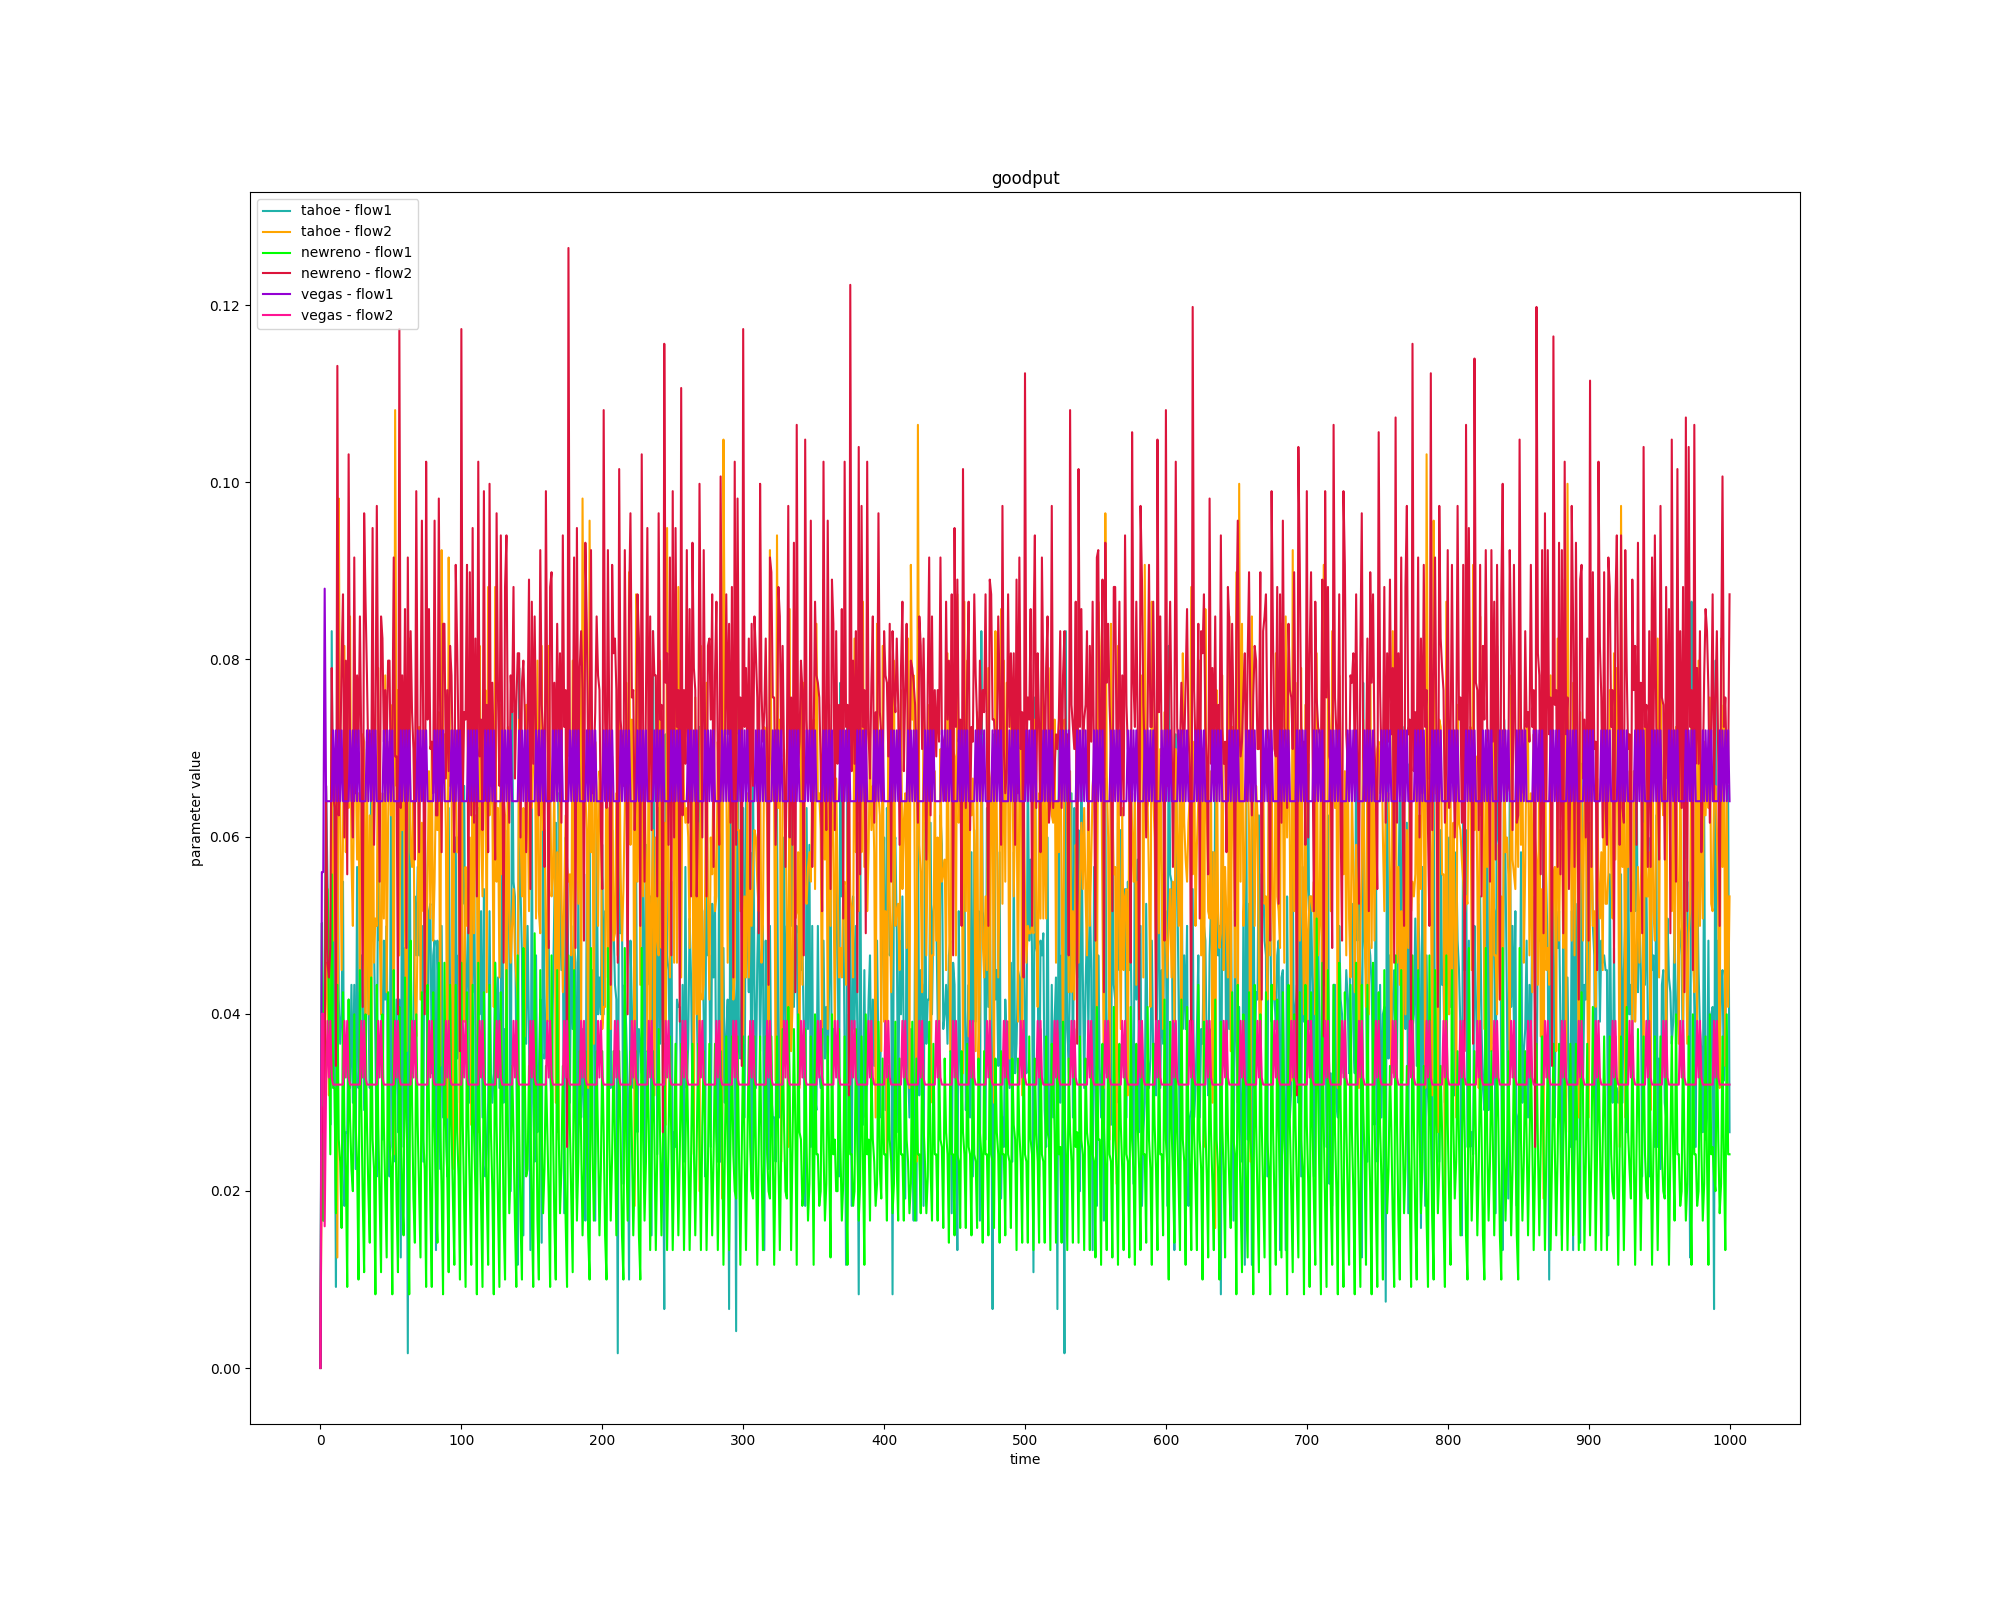 goodput
tahoe - flow1
tahoe - flow2
newreno - flow1
newreno - flow2
vegas - flow1
vegas - flow2
0.12
0.10
0.08
0.06
0.04
0.02
0.00
parameter value
0 100 200 300 400 500 600 700 800 900 1000
time